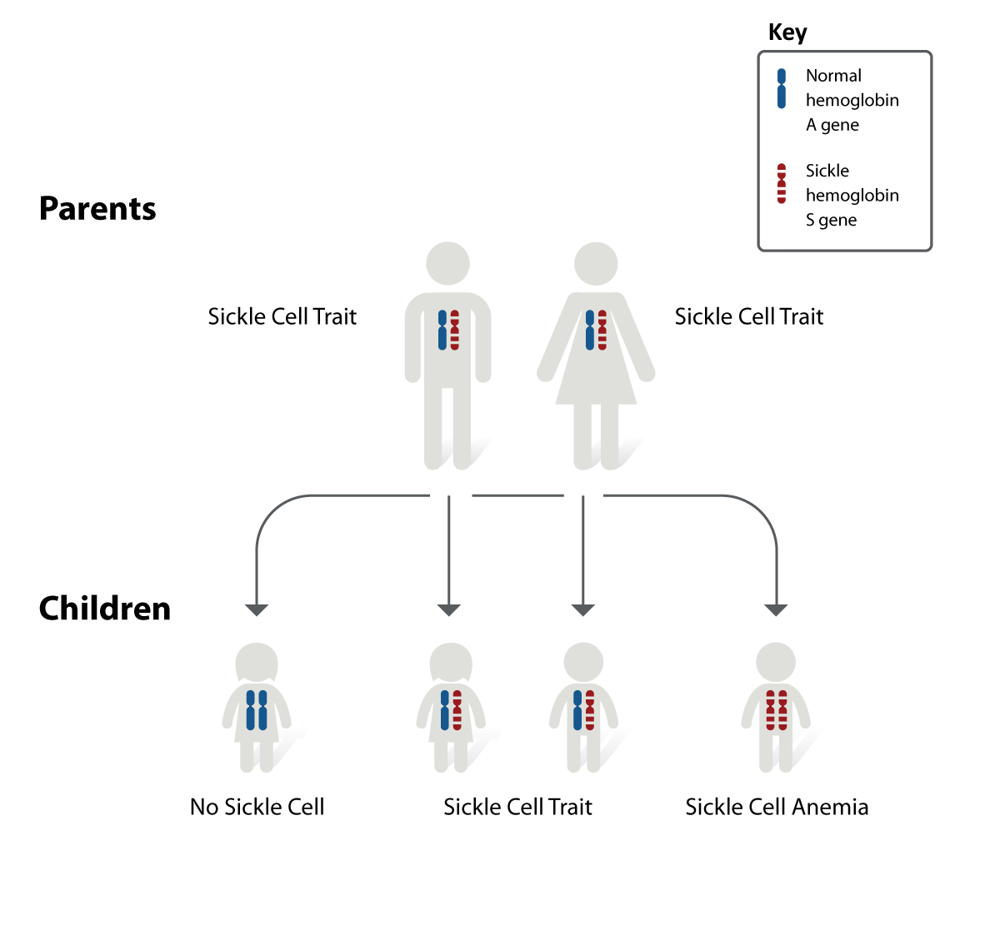 Key
Normal
hemoglobin
A gene
Sickle
hemoglobin
S gene
Parents
Sickle Cell Trait
Sickle Cell Trait
Children
No Sickle Cell
Sickle Cell Trait
Sickle Cell Anemia